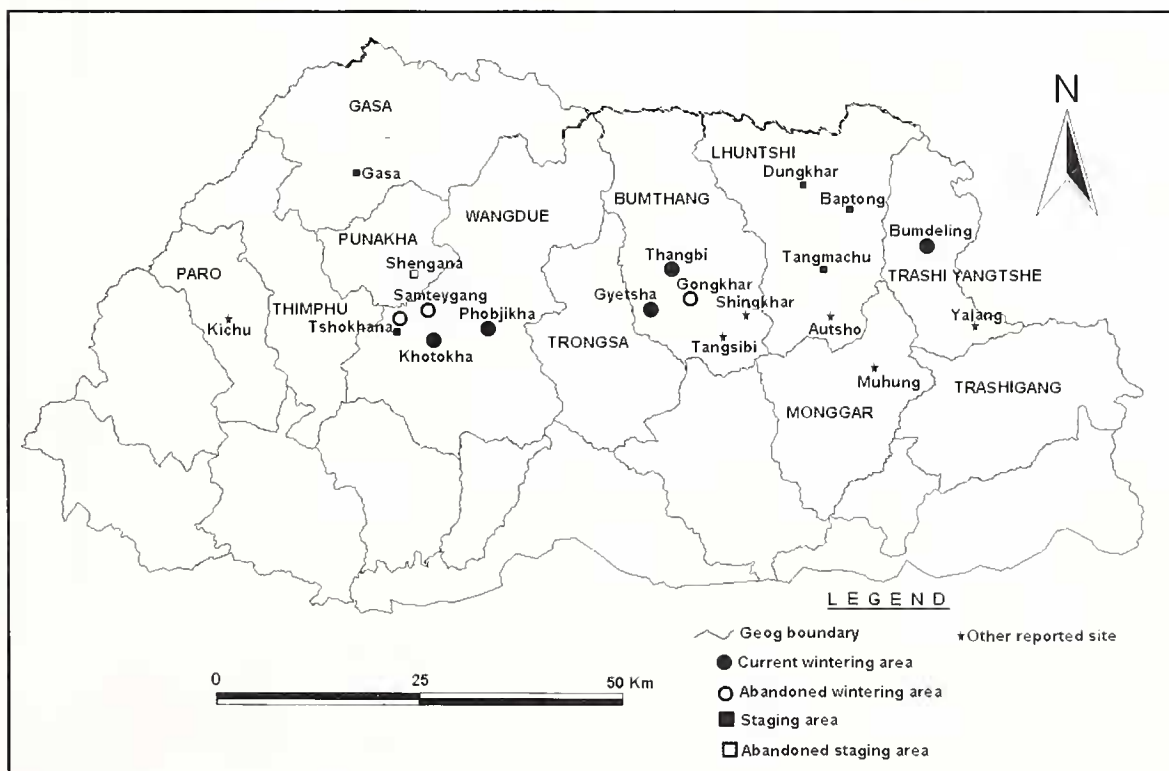 N
GASA
Gasa
LHUNTSHI
Dungkhar
Baptong
BUMTHANG
WANGDUE
PUNAKHA
Shengana
Bumdeling
Thangbi
Tangmachu
TRASHI YANGTSHE
PARO
Samteygang
Gongkhar
Gyetsha
Shingkhar
THIMPHU
Phobjikha
Kichu
Tshokhana
Autsho
Yalang
Khotokha
TRONGSA
Tangsibi
Muhung
TRASHIGANG
MONGGAR
LEGEND
Geog boundary
Other reported site
Current wintering area
0 25 50 Km
Abandoned wintering area
Staging area
Abandoned staging area